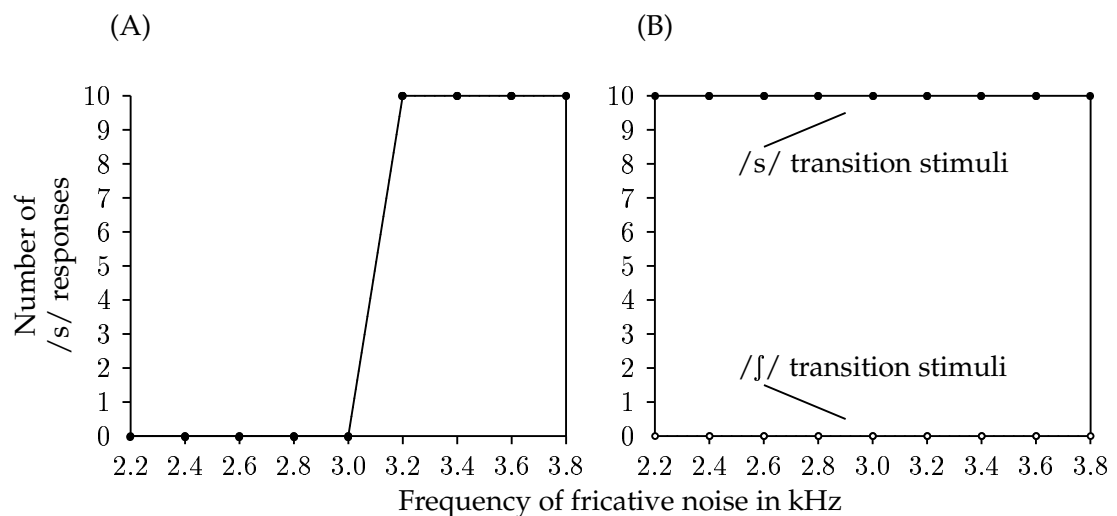 (A)
10
9
8
7
6
5
4
3
2
1
0
Number of
/s/ responses
2.2 2.4 2.6 2.8 3.0 3.2 3.4 3.6 3.8
(B)
10
9
8
7
6
5
4
3
2
1
0
/s/ transition stimuli
/ʃ/ transition stimuli
2.2 2.4 2.6 2.8 3.0 3.2 3.4 3.6 3.8
Frequency of fricative noise in kHz